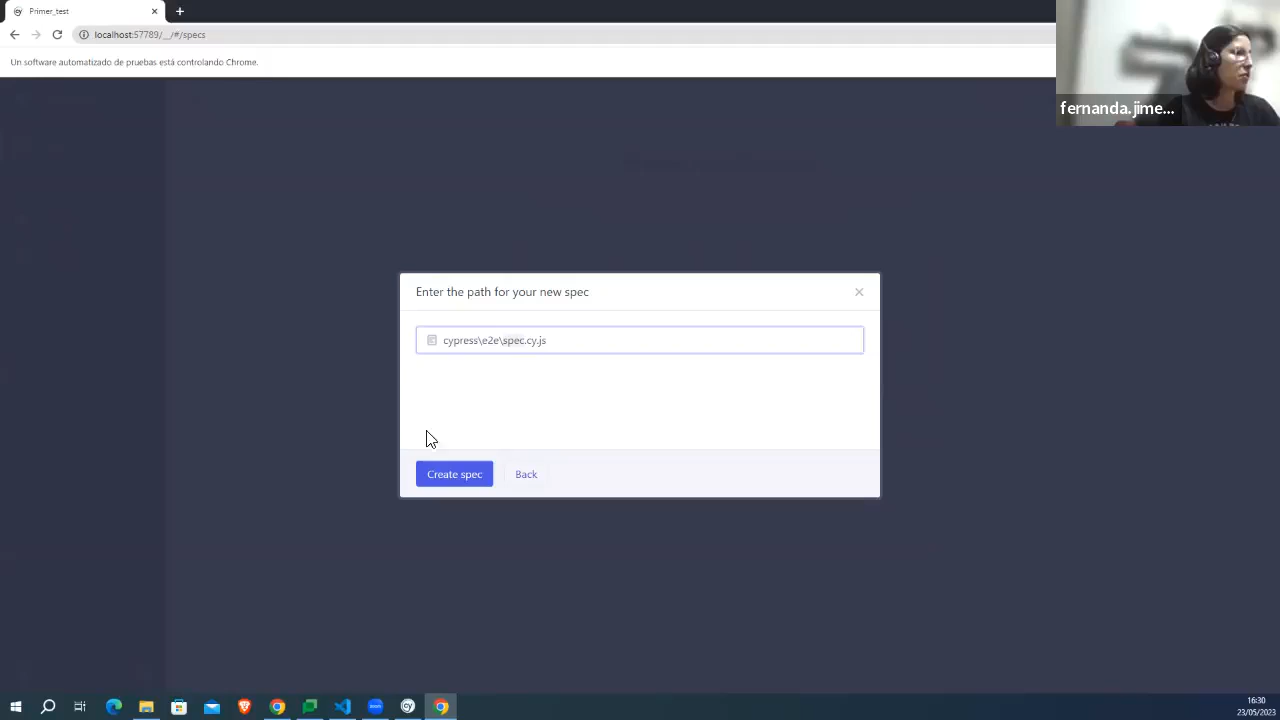 Primer_test
localhost:57789/__/#/specs
Un software automatizado de pruebas está controlando Chrome.
fernanda.jime...
Enter the path for your new spec
cypress\e2e\spec.cy.js
Create spec
Back
16:30
23/05/2023